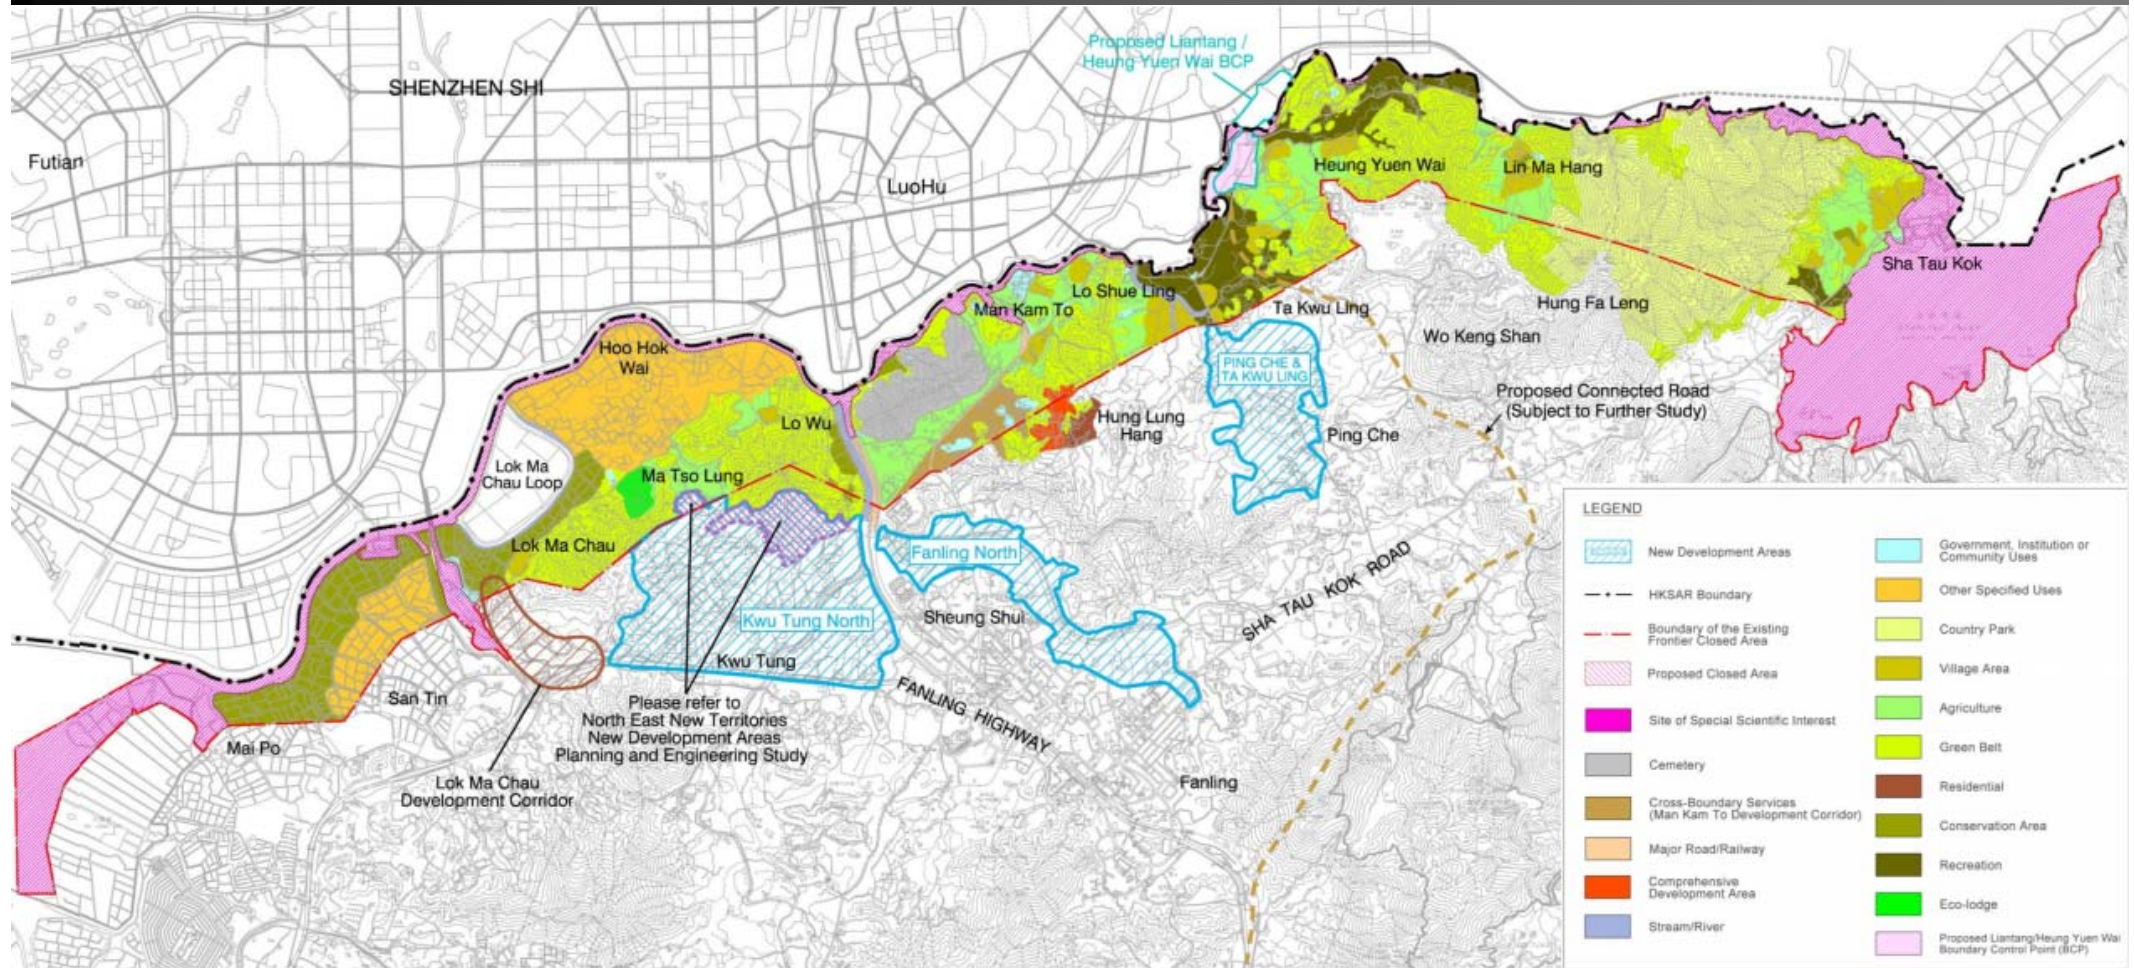 Proposed Liantang /
Heung Yuen Wai BCP
SHENZHEN SHI
Futian
LuoHu
Heung Yuen Wai
Lin Ma Hang
Sha Tau Kok
Lo Shue Ling
Man Kam To
Ta Kwu Ling
Hung Fa Leng
Wo Keng Shan
Hoo Hok
Wai
PING CHE &
TA KWU LING
Proposed Connected Road
(Subject to Further Study)
Lo Wu
Hung Lung
Hang
Ping Che
Lok Ma
Chau Loop
Ma Tso Lung
Lok Ma Chau
Fanling North
Kwu Tung North
Sheung Shui
SHA TAU KOK ROAD
Kwu Tung
San Tin
FANLING HIGHWAY
Mai Po
Please refer to
North East New Territories
New Development Areas
Planning and Engineering Study
Lok Ma Chau
Development Corridor
Fanling
LEGEND
New Development Areas
HKSAR Boundary
Boundary of the Existing
Frontier Closed Area
Proposed Closed Area
Site of Special Scientific Interest
Cemetery
Cross-Boundary Services
(Man Kam To Development Corridor)
Major Road/Railway
Comprehensive
Development Area
Stream/River
Government, Institution or
Community Uses
Other Specified Uses
Country Park
Village Area
Agriculture
Green Belt
Residential
Conservation Area
Recreation
Eco-lodge
Proposed Liantang/Heung Yuen Wai
Boundary Control Point (BCP)